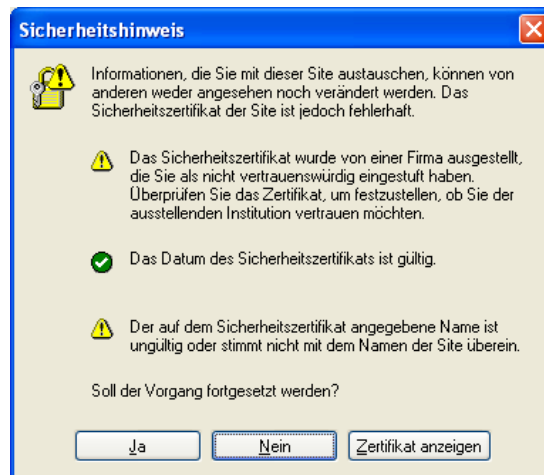 Sicherheitshinweis
Informationen, die Sie mit dieser Site austauschen, können von
anderen weder angesehen noch verändert werden. Das
Sicherheitszertifikat der Site ist jedoch fehlerhaft.
Das Sicherheitszertifikat wurde von einer Firma ausgestellt,
die Sie als nicht vertrauenswürdig eingestuft haben.
Überprüfen Sie das Zertifikat, um festzustellen, ob Sie der
ausstellenden Institution vertrauen möchten.
Das Datum des Sicherheitszertifikats ist gültig.
Der auf dem Sicherheitszertifikat angegebene Name ist
ungültig oder stimmt nicht mit dem Namen der Site überein.
Soll der Vorgang fortgesetzt werden?
Ja Nein Zertifikat anzeigen